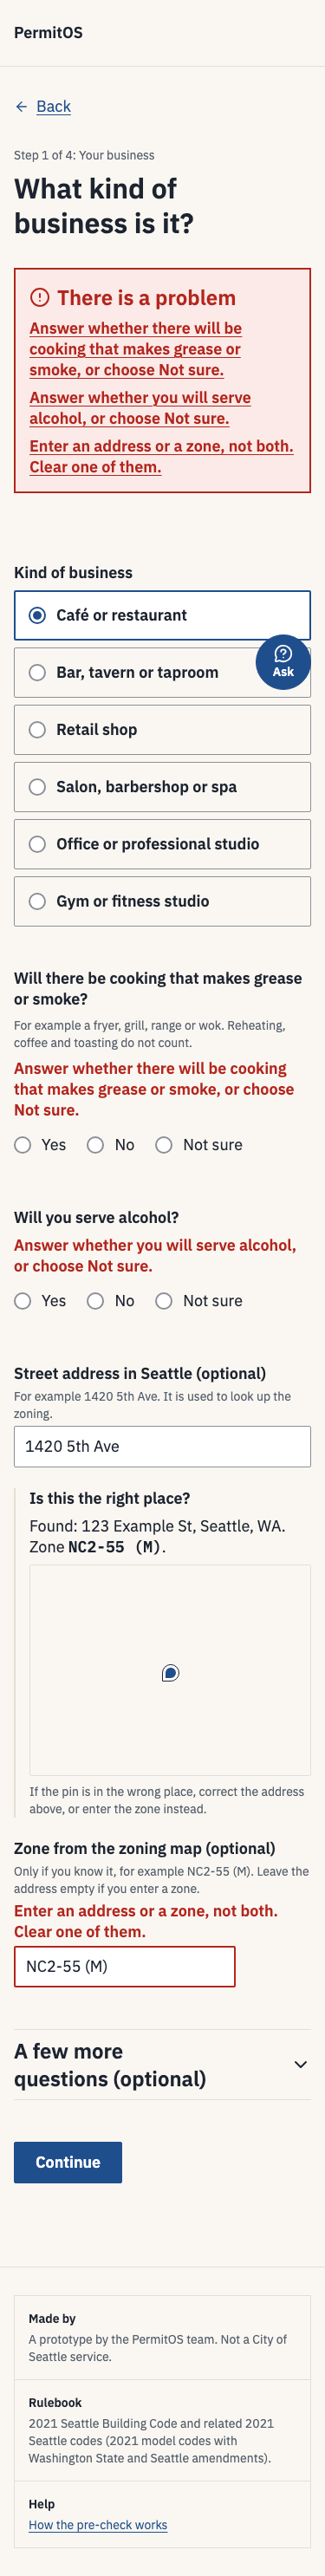 PermitOS
Back
Step 1 of 4: Your business
What kind of
business is it?
There is a problem
Answer whether there will be
cooking that makes grease or
smoke, or choose Not sure.
Answer whether you will serve
alcohol, or choose Not sure.
Enter an address or a zone, not both.
Clear one of them.
Kind of business
Café or restaurant
Bar, tavern or taproom
Ask
Retail shop
Salon, barbershop or spa
Office or professional studio
Gym or fitness studio
Will there be cooking that makes grease
or smoke?
For example a fryer, grill, range or wok. Reheating,
coffee and toasting do not count.
Answer whether there will be cooking
that makes grease or smoke, or choose
Not sure.
Yes No Not sure
Will you serve alcohol?
Answer whether you will serve alcohol,
or choose Not sure.
Yes No Not sure
Street address in Seattle (optional)
For example 1420 5th Ave. It is used to look up the
zoning.
1420 5th Ave
Is this the right place?
Found: 123 Example St, Seattle, WA.
Zone NC2-55 (M).
If the pin is in the wrong place, correct the address
above, or enter the zone instead.
Zone from the zoning map (optional)
Only if you know it, for example NC2-55 (M). Leave the
address empty if you enter a zone.
Enter an address or a zone, not both.
Clear one of them.
NC2-55 (M)
A few more
questions (optional)
Continue
Made by
A prototype by the PermitOS team. Not a City of
Seattle service.
Rulebook
2021 Seattle Building Code and related 2021
Seattle codes (2021 model codes with
Washington State and Seattle amendments).
Help
How the pre-check works